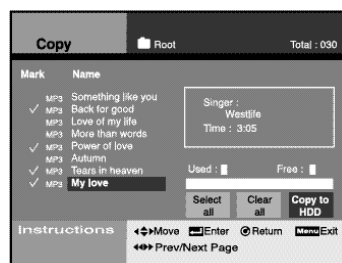 Copy Root Total : 030
Mark Name
MP3 Something like you
MP3 Back for good
MP3 Love of my life
MP3 More than words
MP3 Power of love
MP3 Autumn
MP3 Tears in heaven
MP3 My love
Singer :
Westlife
Time : 3:05
Used : Free :
Select all
Clear all
Copy to HDD
Instructions
Move Enter Return Menu Exit
Prev/Next Page